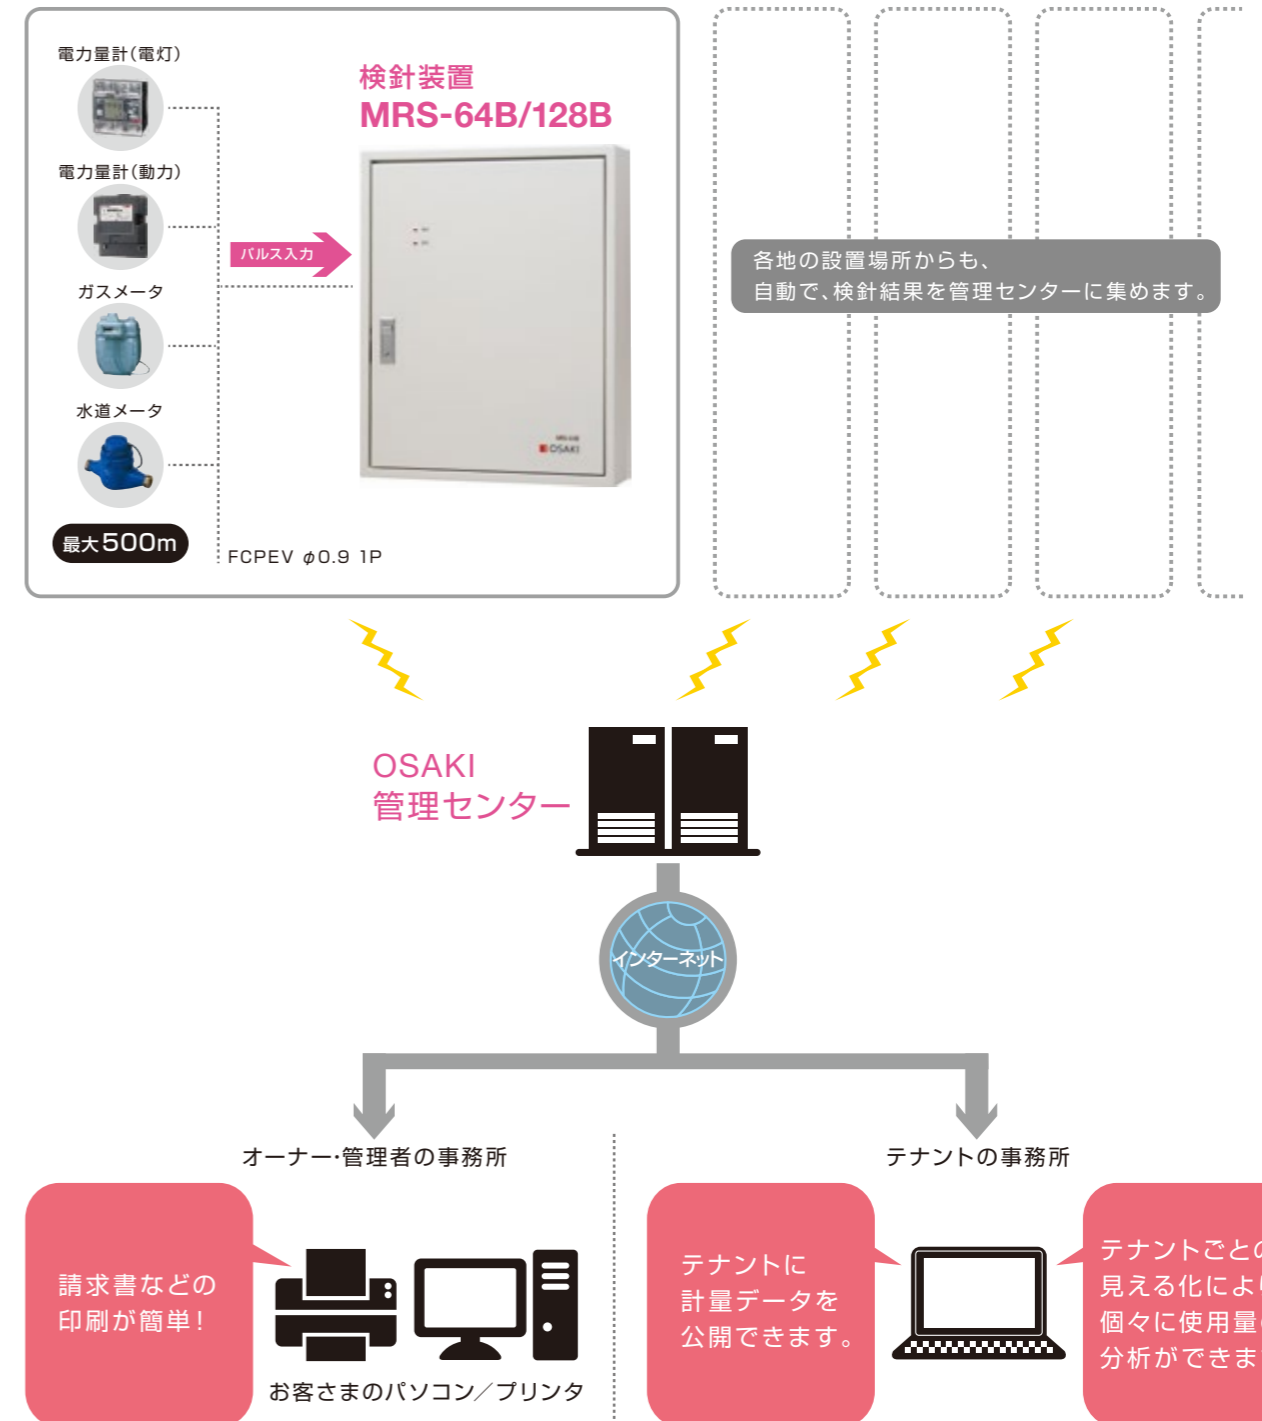 電力量計(電灯)
検針装置
MRS-64B/128B
電力量計(動力)
パルス入力
ガスメータ
水道メータ
OSAKI
最大500m
FCPEV φ0.9 1P
各地の設置場所からも、
自動で、検針結果を管理センターに集めます。
OSAKI
管理センター
インターネット
オーナー・管理者の事務所
請求書などの
印刷が簡単!
お客さまのパソコン／プリンタ
テナントの事務所
テナントに
計量データを
公開できます。
テナントごとの
見える化によ
個々に使用量
分析ができま